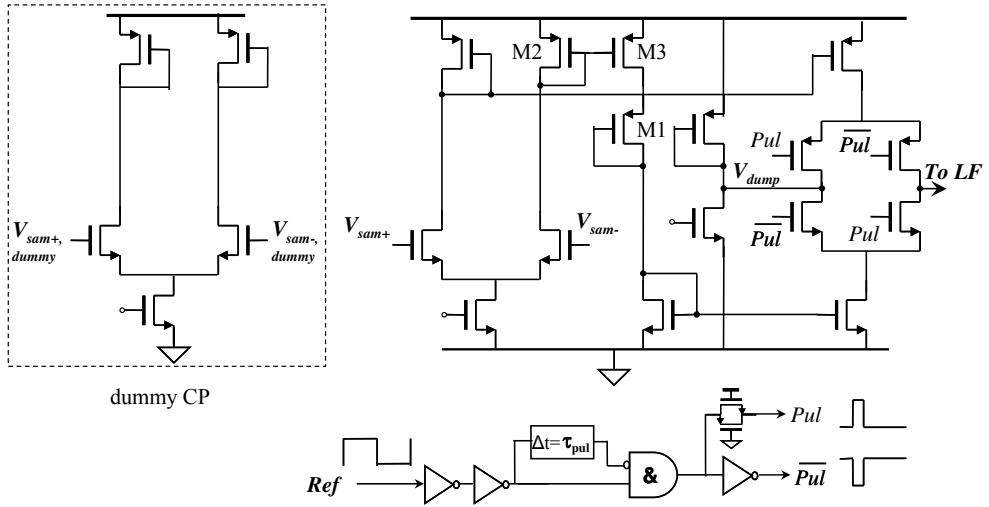 M2
M3
M1
Pul
Pul
V_dump
To LF
Pul
Pul
V_sam+,
dummy
V_sam-,
dummy
V_sam+
V_sam-
dummy CP
Δt=τ_pul
Pul
&
Ref
Pul